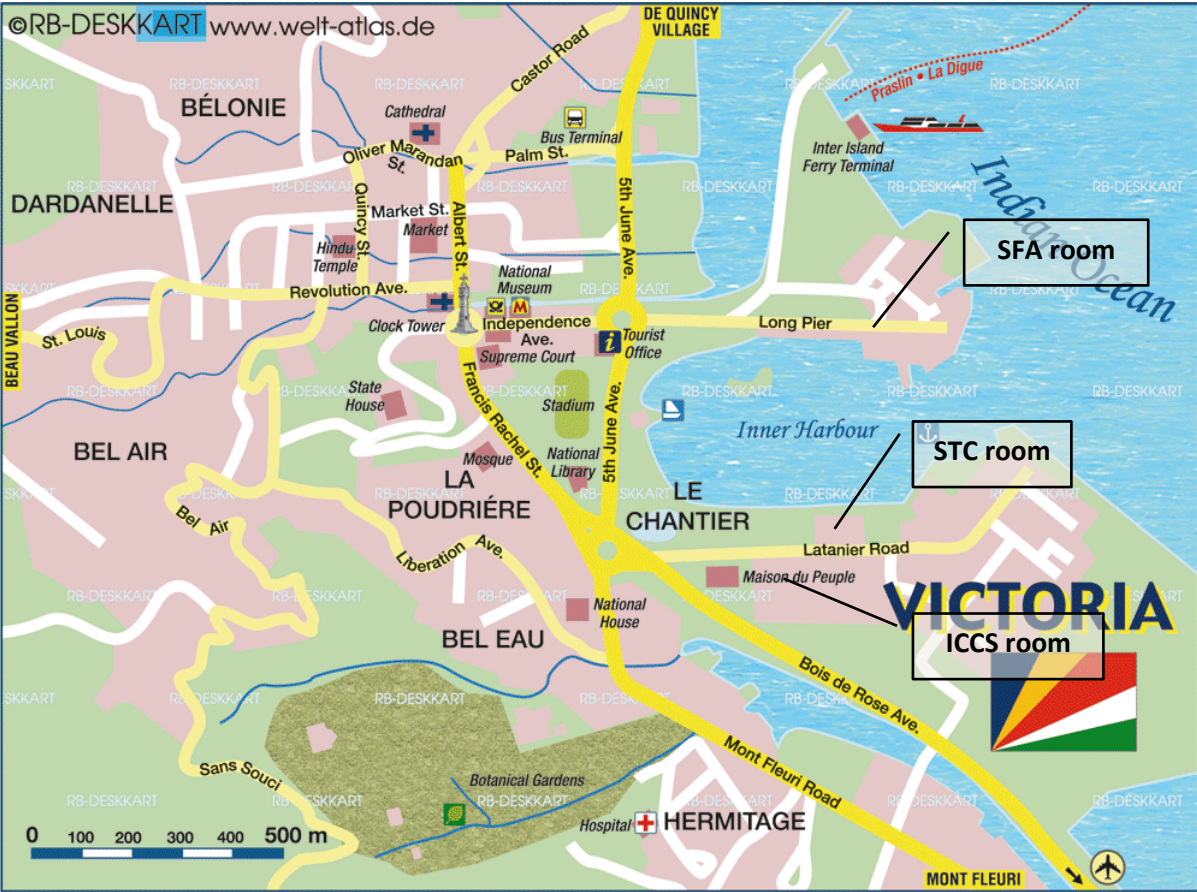 ©RB-DESKKART www.welt-atlas.de
DE QUINCY
VILLAGE
Castor Road
Praslin • La Digue
BÉLONIE
Cathedral
Bus Terminal
Inter Island
Ferry Terminal
Oliver Marandan
St.
Palm St.
Indian Ocean
DARDANELLE
Quincy St.
Market St.
Market
Albert St.
5th June Ave.
SFA room
Hindu
Temple
National
Museum
Revolution Ave.
BEAU VALLON
St. Louis
Clock Tower
M
Independence
Ave.
Long Pier
i
Tourist
Office
Supreme Court
State
House
Francis Rachel St.
Stadium
5th June Ave.
Inner Harbour
BEL AIR
STC room
Mosque
National
Library
LA
POUDRIÉRE
LE
CHANTIER
Bel Air
Liberation Ave.
Latanier Road
Maison du Peuple
VICTORIA
National
House
BEL EAU
ICCS room
Bois de Rose Ave.
Sans Souci
Mont Fleuri Road
Botanical Gardens
Hospital
HERMITAGE
0 100 200 300 400 500 m
MONT FLEURI
RB-DESKKART